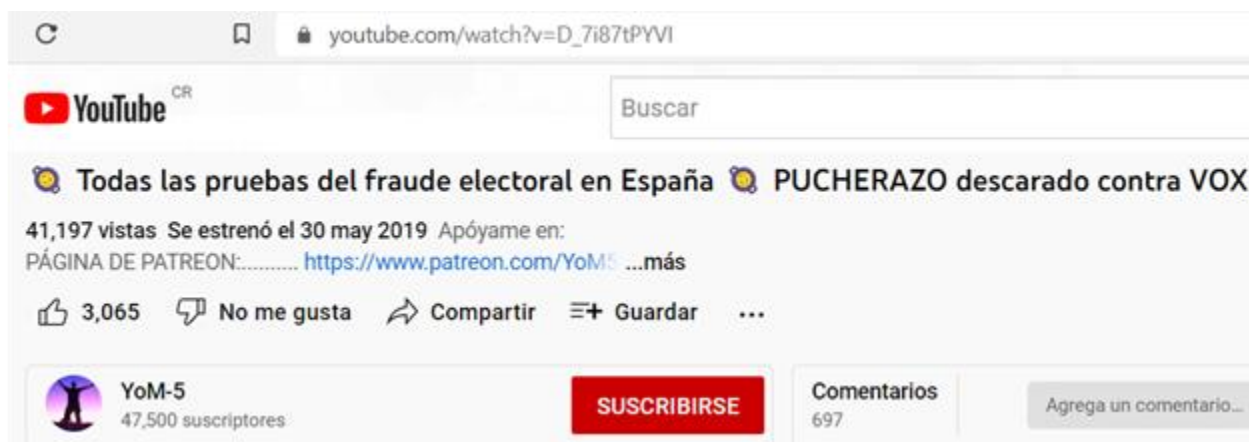 youtube.com/watch?v=D_7i87tPYVI
YouTube CR
Buscar
Todas las pruebas del fraude electoral en España PUCHERAZO descarado contra VOX
41,197 vistas Se estrenó el 30 may 2019 Apóyame en:
PÁGINA DE PATREON:.......... https://www.patreon.com/YoM5 ...más
3,065 No me gusta Compartir Guardar ...
YoM-5
47,500 suscriptores
SUSCRIBIRSE
Comentarios
697
Agrega un comentario...